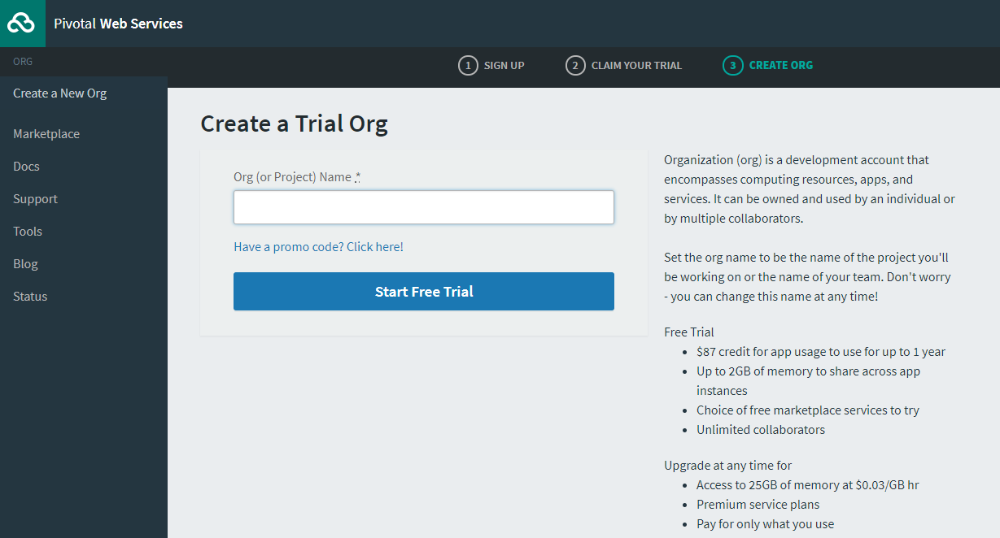 Pivotal Web Services
ORG
1 SIGN UP
2 CLAIM YOUR TRIAL
3 CREATE ORG
Create a New Org
Marketplace
Docs
Support
Tools
Blog
Status
Create a Trial Org
Org (or Project) Name *
Have a promo code? Click here!
Start Free Trial
Organization (org) is a development account that
encompasses computing resources, apps, and
services. It can be owned and used by an individual or
by multiple collaborators.
Set the org name to be the name of the project you'll
be working on or the name of your team. Don't worry
- you can change this name at any time!
Free Trial
• $87 credit for app usage to use for up to 1 year
• Up to 2GB of memory to share across app
instances
• Choice of free marketplace services to try
• Unlimited collaborators
Upgrade at any time for
• Access to 25GB of memory at $0.03/GB hr
• Premium service plans
• Pay for only what you use